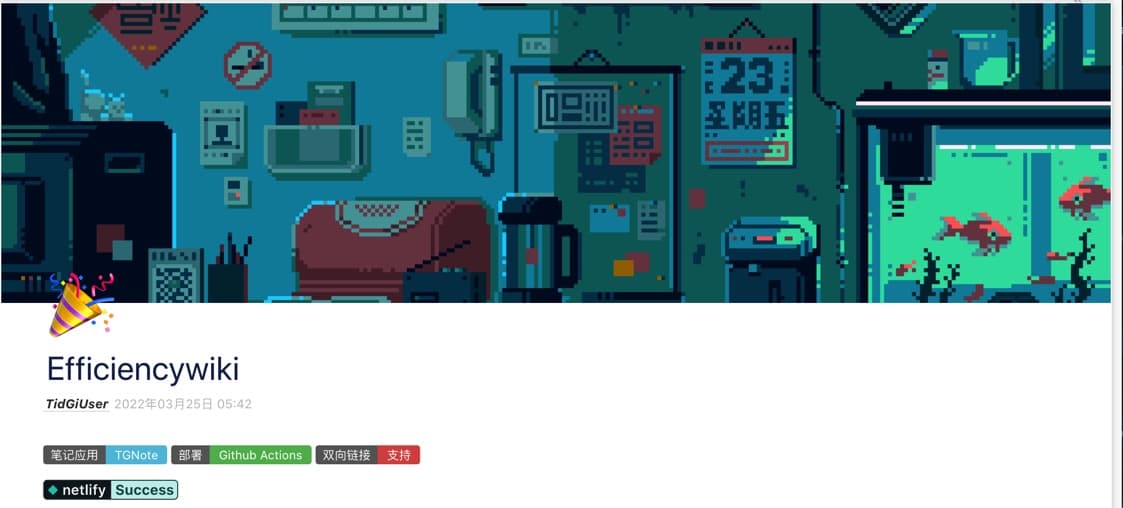 23
星期五
Efficiencywiki
TidGiUser 2022年03月25日 05:42
笔记应用 TGNote 部署 Github Actions 双向链接 支持
netlify Success